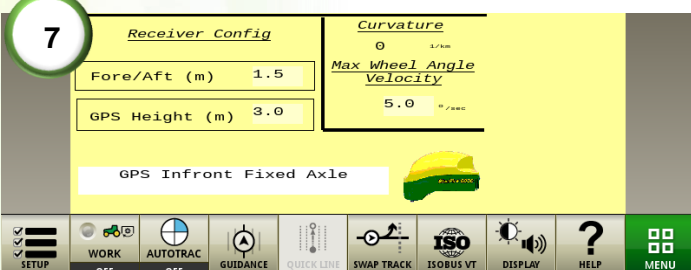 7
Receiver Config
Fore/Aft (m) 1.5
GPS Height (m) 3.0
Curvature
0 1/km
Max Wheel Angle
Velocity
5.0 °/sec
GPS Infront Fixed Axle
SETUP
WORK
OFF
AUTOTRAC
OFF
GUIDANCE
QUICK LINE
SWAP TRACK
ISO
ISOBUS VT
DISPLAY
?
HELP
MENU